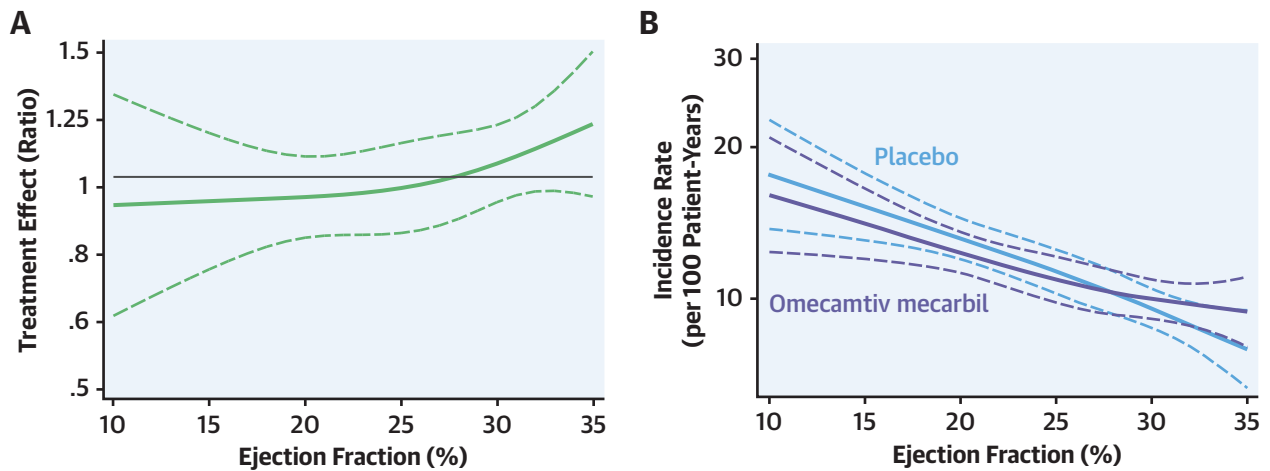 A
Treatment Effect (Ratio)
1.5
1.25
1
.8
.6
.5
10 15 20 25 30 35
Ejection Fraction (%)
B
Incidence Rate
(per 100 Patient-Years)
30
20
10
Placebo
Omecamtiv mecarbil
10 15 20 25 30 35
Ejection Fraction (%)